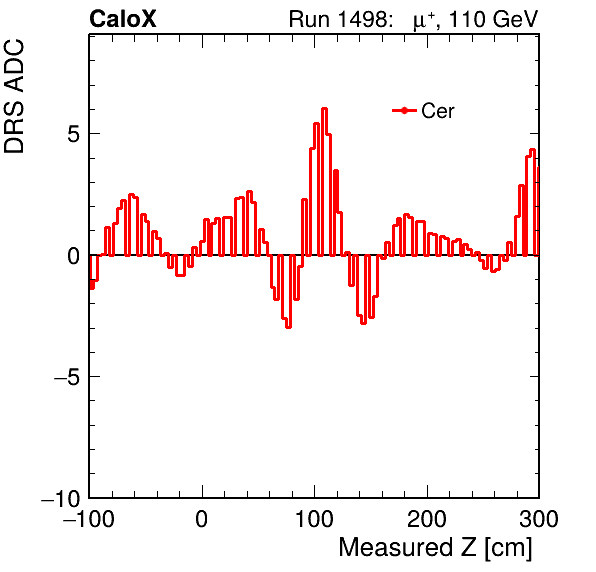 CaloX Run 1498: μ⁺, 110 GeV
DRS ADC
Cer
5
0
−5
−10
−100 0 100 200 300
Measured Z [cm]